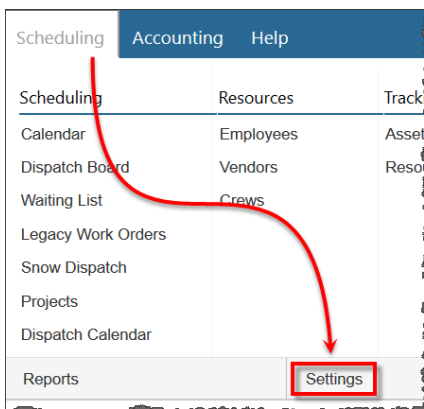 Scheduling Accounting Help
Scheduling Resources Track
Calendar Employees Asset
Dispatch Board Vendors Reso
Waiting List Crews
Legacy Work Orders
Snow Dispatch
Projects
Dispatch Calendar
Reports Settings